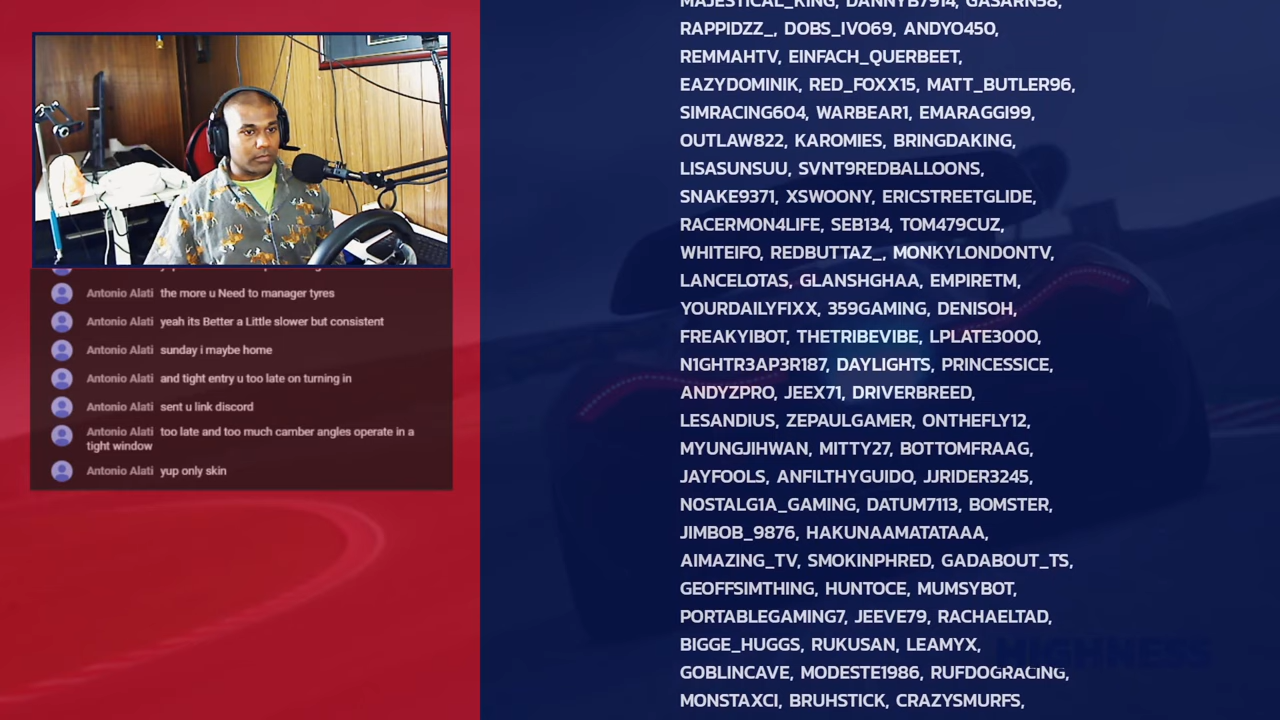 MAJESTICAL_KING, DANNYB7914, GASARN58,
RAPPIDZZ_, DOBS_IVO69, ANDYO450,
REMMAHTV, EINFACH_QUERBEET,
EAZYDOMINIK, RED_FOXX15, MATT_BUTLER96,
SIMRACING604, WARBEAR1, EMARAGGI99,
OUTLAW822, KAROMIES, BRINGDAKING,
LISASUNSUU, SVNT9REDBALLOONS,
SNAKE9371, XSWOONY, ERICSTREETGLIDE,
RACERMON4LIFE, SEB134, TOM479CUZ,
WHITEIFO, REDBUTTAZ_, MONKYLONDONTV,
LANCELOTAS, GLANSHGHAA, EMPIRETM,
YOURDAILYFIXX, 359GAMING, DENISOH,
FREAKYIBOT, THETRIBEVIBE, LPLATE3000,
N1GHTR3AP3R187, DAYLIGHTS, PRINCESSICE,
ANDYZPRO, JEEX71, DRIVERBREED,
LESANDIUS, ZEPAULGAMER, ONTHEFLY12,
MYUNGJIHWAN, MITTY27, BOTTOMFRAAG,
JAYFOOLS, ANFILTHYGUIDO, JJRIDER3245,
NOSTALG1A_GAMING, DATUM7113, BOMSTER,
JIMBOB_9876, HAKUNAAMATATAAA,
AIMAZING_TV, SMOKINPHRED, GADABOUT_TS,
GEOFFSIMTHING, HUNTOCE, MUMSYBOT,
PORTABLEGAMING7, JEEVE79, RACHAELTAD,
BIGGE_HUGGS, RUKUSAN, LEAMYX,
GOBLINCAVE, MODESTE1986, RUFDOGRACING,
MONSTAXCI, BRUHSTICK, CRAZYSMURFS,
HIGHNESS
Antonio Alati the more u Need to manager tyres
Antonio Alati yeah its Better a Little slower but consistent
Antonio Alati sunday i maybe home
Antonio Alati and tight entry u too late on turning in
Antonio Alati sent u link discord
Antonio Alati too late and too much camber angles operate in a
tight window
Antonio Alati yup only skin